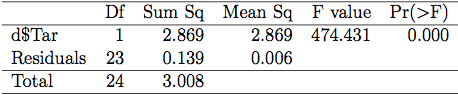 Df Sum Sq Mean Sq F value Pr(>F)
d$Tar 1 2.869 2.869 474.431 0.000
Residuals 23 0.139 0.006
Total 24 3.008